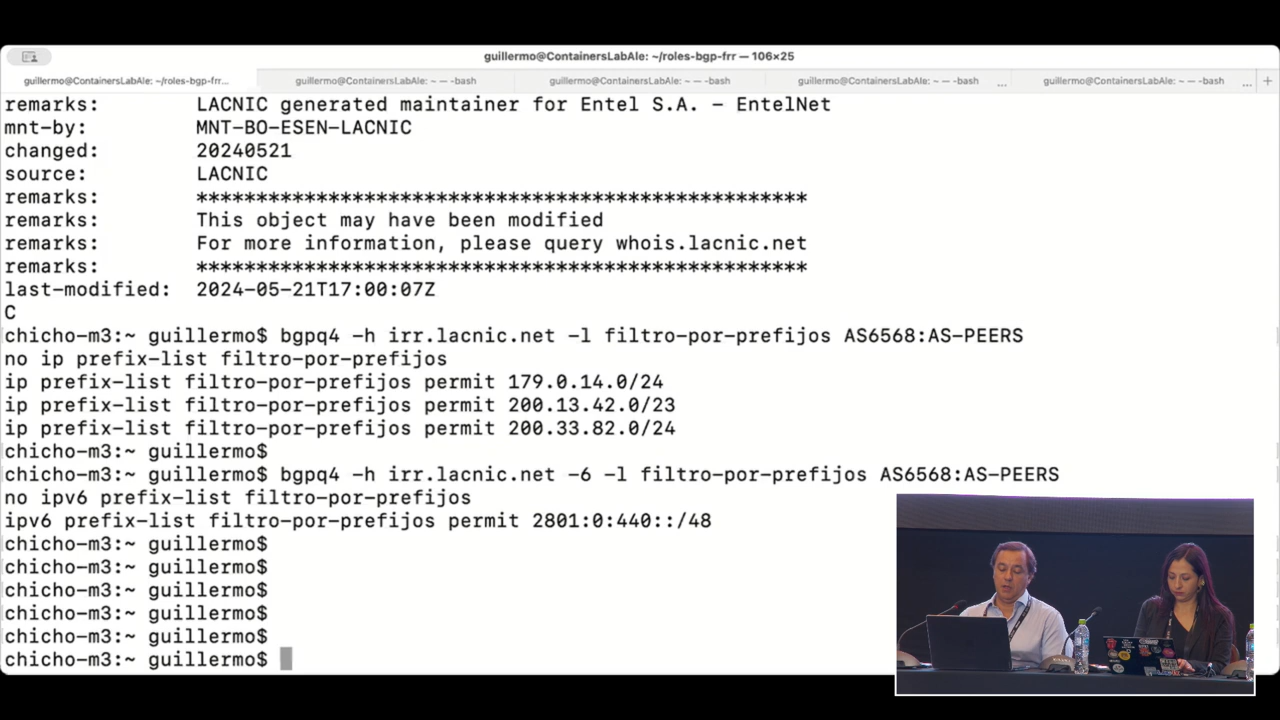 guillermo@ContainersLabAle: ~/roles-bgp-frr — 106×25
guillermo@ContainersLabAle: ~/roles-bgp-frr... guillermo@ContainersLabAle: ~ — -bash guillermo@ContainersLabAle: ~ — -bash guillermo@ContainersLabAle: ~ — -bash ... guillermo@ContainersLabAle: ~ — -bash ... +
remarks: LACNIC generated maintainer for Entel S.A. - EntelNet
mnt-by: MNT-BO-ESEN-LACNIC
changed: 20240521
source: LACNIC
remarks: ***************************************************
remarks: This object may have been modified
remarks: For more information, please query whois.lacnic.net
remarks: ***************************************************
last-modified: 2024-05-21T17:00:07Z
C
chicho-m3:~ guillermo$ bgpq4 -h irr.lacnic.net -l filtro-por-prefijos AS6568:AS-PEERS
no ip prefix-list filtro-por-prefijos
ip prefix-list filtro-por-prefijos permit 179.0.14.0/24
ip prefix-list filtro-por-prefijos permit 200.13.42.0/23
ip prefix-list filtro-por-prefijos permit 200.33.82.0/24
chicho-m3:~ guillermo$
chicho-m3:~ guillermo$ bgpq4 -h irr.lacnic.net -6 -l filtro-por-prefijos AS6568:AS-PEERS
no ipv6 prefix-list filtro-por-prefijos
ipv6 prefix-list filtro-por-prefijos permit 2801:0:440::/48
chicho-m3:~ guillermo$
chicho-m3:~ guillermo$
chicho-m3:~ guillermo$
chicho-m3:~ guillermo$
chicho-m3:~ guillermo$
chicho-m3:~ guillermo$